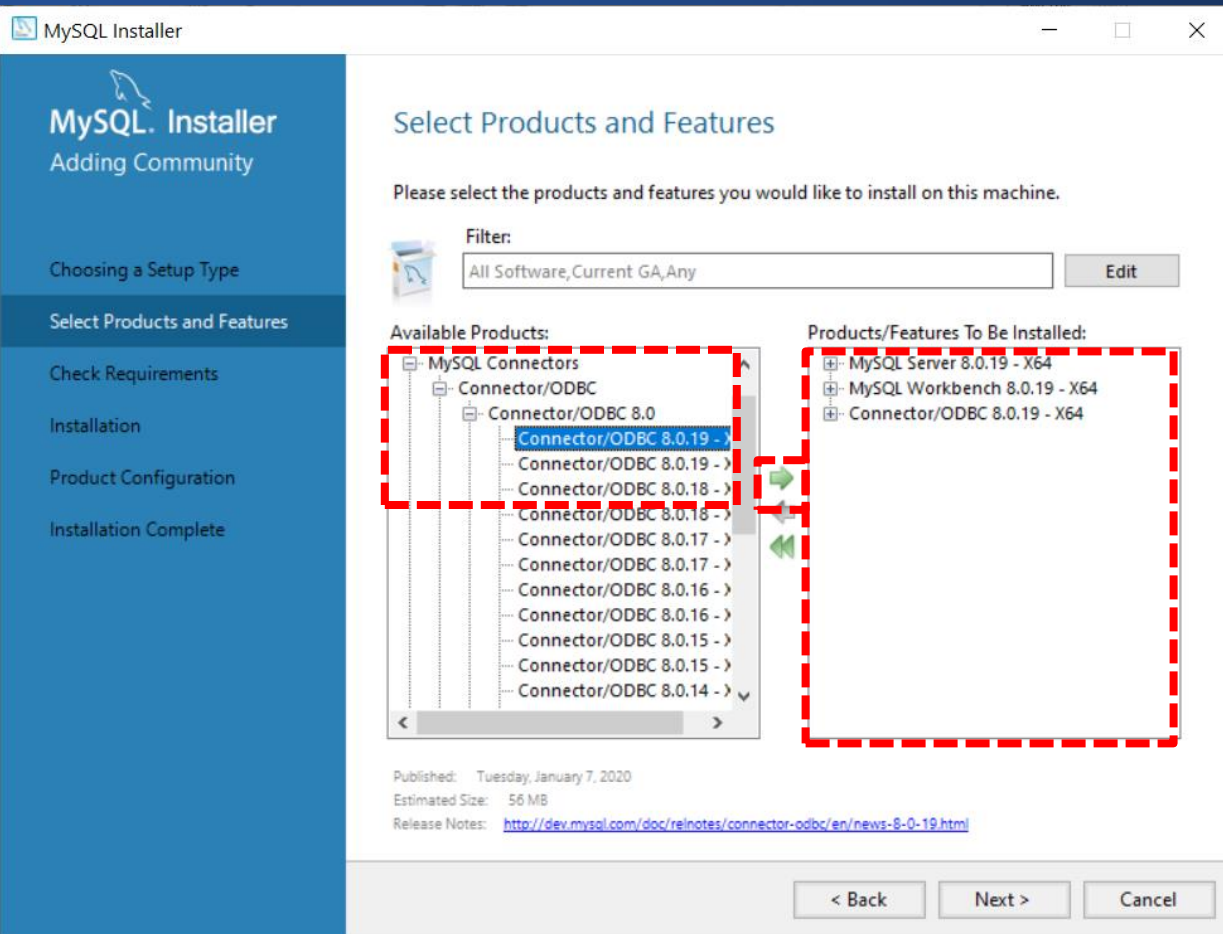 MySQL Installer
MySQL. Installer
Adding Community
Choosing a Setup Type
Select Products and Features
Check Requirements
Installation
Product Configuration
Installation Complete
Select Products and Features
Please select the products and features you would like to install on this machine.
Filter:
All Software,Current GA,Any
Edit
Available Products:
MySQL Connectors
Connector/ODBC
Connector/ODBC 8.0
Connector/ODBC 8.0.19 - X
Connector/ODBC 8.0.19 - X
Connector/ODBC 8.0.18 - X
Connector/ODBC 8.0.18 - X
Connector/ODBC 8.0.17 - X
Connector/ODBC 8.0.17 - X
Connector/ODBC 8.0.16 - X
Connector/ODBC 8.0.16 - X
Connector/ODBC 8.0.15 - X
Connector/ODBC 8.0.15 - X
Connector/ODBC 8.0.14 - X
Products/Features To Be Installed:
MySQL Server 8.0.19 - X64
MySQL Workbench 8.0.19 - X64
Connector/ODBC 8.0.19 - X64
Published: Tuesday, January 7, 2020
Estimated Size: 56 MB
Release Notes: http://dev.mysql.com/doc/relnotes/connector-odbc/en/news-8-0-19.html
< Back
Next >
Cancel